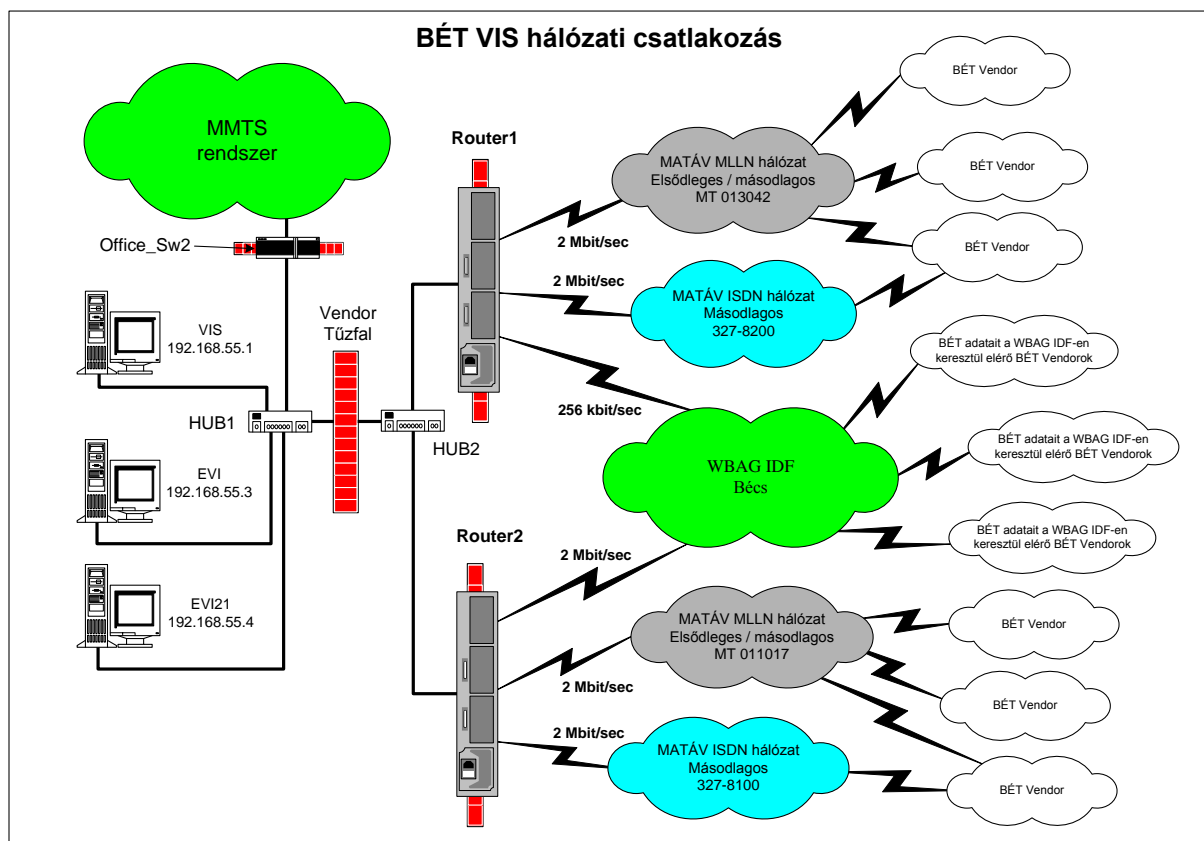 BÉT VIS hálózati csatlakozás
MMTS
rendszer
Office_Sw2
VIS
192.168.55.1
HUB1
EVI
192.168.55.3
EVI21
192.168.55.4
Vendor
Tűzfal
HUB2
Router1
2 Mbit/sec
2 Mbit/sec
256 kbit/sec
MATÁV MLLN hálózat
Elsődleges / másodlagos
MT 013042
MATÁV ISDN hálózat
Másodlagos
327-8200
WBAG IDF
Bécs
Router2
2 Mbit/sec
2 Mbit/sec
2 Mbit/sec
MATÁV MLLN hálózat
Elsődleges / másodlagos
MT 011017
MATÁV ISDN hálózat
Másodlagos
327-8100
BÉT Vendor
BÉT Vendor
BÉT Vendor
BÉT adatait a WBAG IDF-en
keresztül elérő BÉT Vendorok
BÉT adatait a WBAG IDF-en
keresztül elérő BÉT Vendorok
BÉT adatait a WBAG IDF-en
keresztül elérő BÉT Vendorok
BÉT Vendor
BÉT Vendor
BÉT Vendor